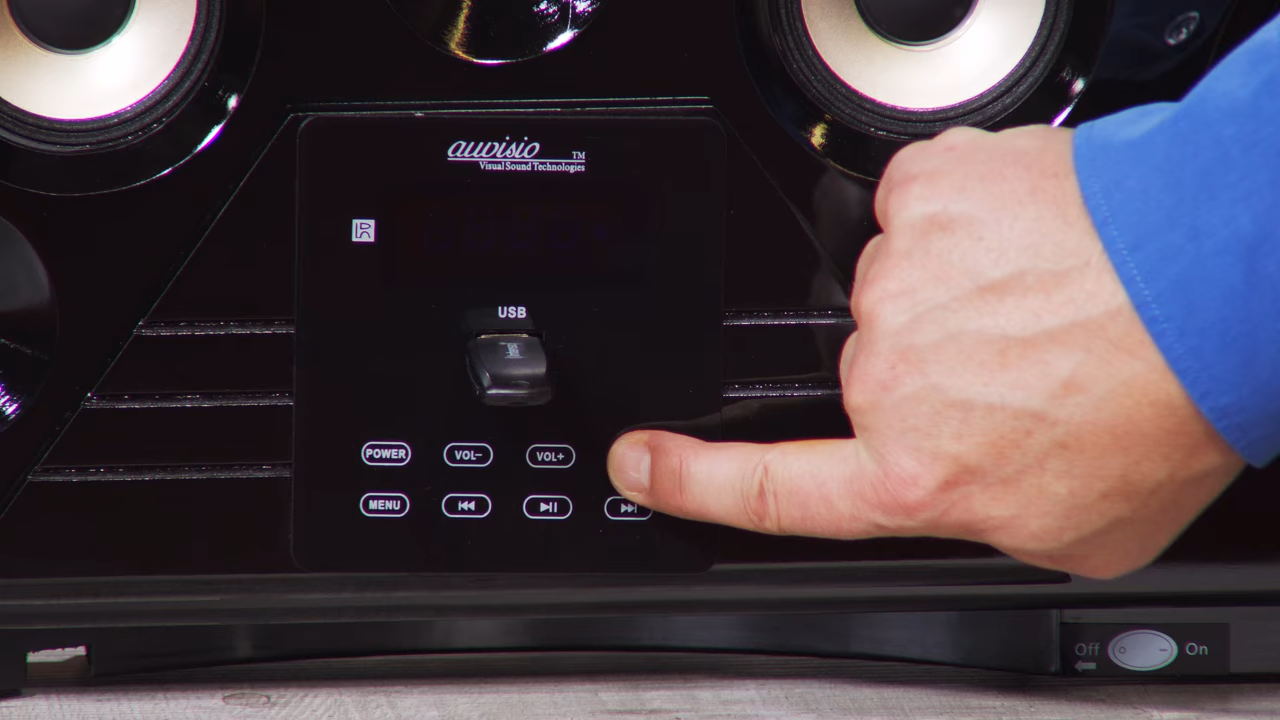 auvisio TM
Visual Sound Technologies
USB
POWER VOL- VOL+
MENU
Off On